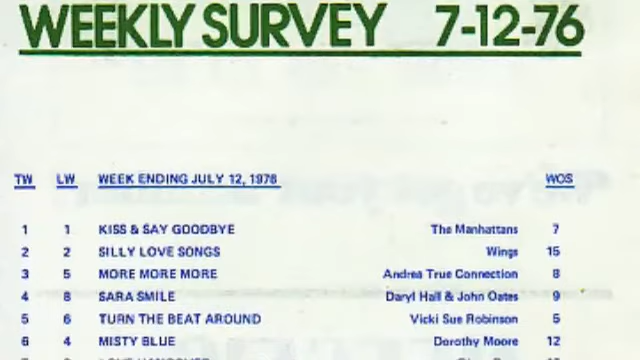 WEEKLY SURVEY 7-12-76
TW LW WEEK ENDING JULY 12, 1976 WOS
1 1 KISS & SAY GOODBYE The Manhattans 7
2 2 SILLY LOVE SONGS Wings 15
3 5 MORE MORE MORE Andrea True Connection 8
4 8 SARA SMILE Daryl Hall & John Oates 9
5 6 TURN THE BEAT AROUND Vicki Sue Robinson 5
6 4 MISTY BLUE Dorothy Moore 12